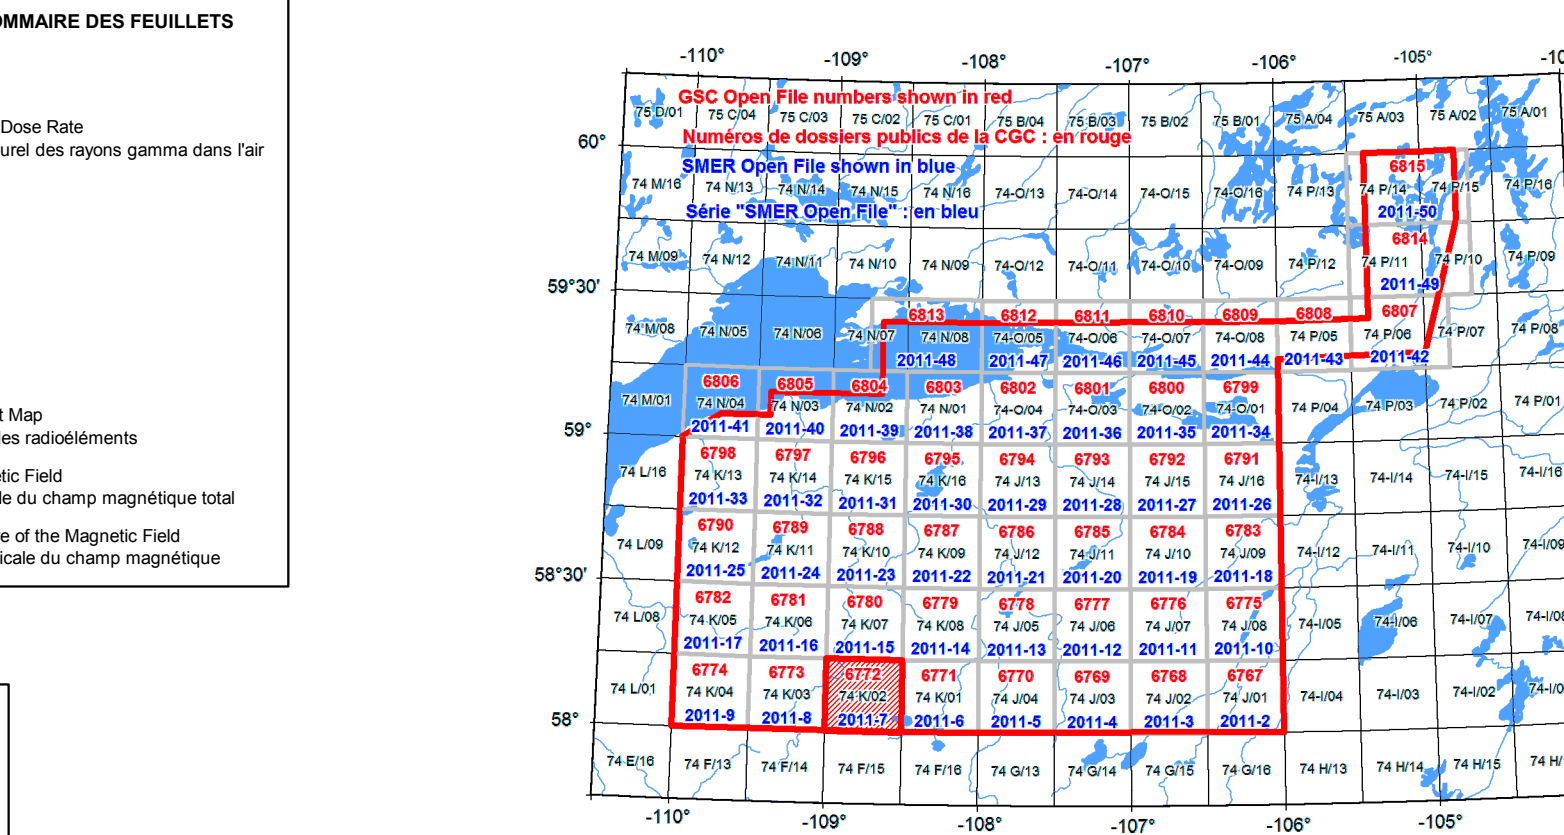 OMMAIRE DES FEUILLETS
Dose Rate
urel des rayons gamma dans l'air
t Map
les radioéléments
etic Field
le du champ magnétique total
e of the Magnetic Field
icale du champ magnétique
-110° -109° -108° -107° -106° -105° -10
GSC Open File numbers shown in red
75 D/01 75 C/04 75 C/03 75 C/02 75 C/01 75 B/04 75 B/03 75 B/02 75 B/01 75 A/04 75 A/03 75 A/02 75 A/01
60°
Numéros de dossiers publics de la CGC : en rouge
SMER Open File shown in blue
6815
74 M/16 74 N/13 74 N/14 74 N/15 74 N/16 74-O/13 74-O/14 74-O/15 74-O/16 74 P/13 74 P/14 74 P/15 74 P/16
Série "SMER Open File" : en bleu
2011-50
6814
74 M/09 74 N/12 74 N/11 74 N/10 74 N/09 74-O/12 74-O/11 74-O/10 74-O/09 74 P/12 74 P/11 74 P/10 74 P/09
2011-49
59°30'
6813 6812 6811 6810 6809 6808 6807
74 M/08 74 N/05 74 N/06 74 N/07 74 N/08 74-O/05 74-O/06 74-O/07 74-O/08 74 P/05 74 P/06 74 P/07 74 P/08
2011-48 2011-47 2011-46 2011-45 2011-44 2011-43 2011-42
6806 6805 6804 6803 6802 6801 6800 6799
74 M/01 74 N/04 74 N/03 74 N/02 74 N/01 74-O/04 74-O/03 74-O/02 74-O/01 74 P/04 74 P/03 74 P/02 74 P/01
59°
2011-41 2011-40 2011-39 2011-38 2011-37 2011-36 2011-35 2011-34
6798 6797 6796 6795 6794 6793 6792 6791
74 L/16 74 K/13 74 K/14 74 K/15 74 K/16 74 J/13 74 J/14 74 J/15 74 J/16 74-I/13 74-I/14 74-I/15 74-I/16
2011-33 2011-32 2011-31 2011-30 2011-29 2011-28 2011-27 2011-26
6790 6789 6788 6787 6786 6785 6784 6783
74 L/09 74 K/12 74 K/11 74 K/10 74 K/09 74 J/12 74 J/11 74 J/10 74 J/09 74-I/12 74-I/11 74-I/10 74-I/09
58°30'
2011-25 2011-24 2011-23 2011-22 2011-21 2011-20 2011-19 2011-18
6782 6781 6780 6779 6778 6777 6776 6775
74 L/08 74 K/05 74 K/06 74 K/07 74 K/08 74 J/05 74 J/06 74 J/07 74 J/08 74-I/05 74-I/06 74-I/07 74-I/08
2011-17 2011-16 2011-15 2011-14 2011-13 2011-12 2011-11 2011-10
6774 6773 6772 6771 6770 6769 6768 6767
74 L/01 74 K/04 74 K/03 74 K/02 74 K/01 74 J/04 74 J/03 74 J/02 74 J/01 74-I/04 74-I/03 74-I/02 74-I/0
58°
2011-9 2011-8 2011-7 2011-6 2011-5 2011-4 2011-3 2011-2
74 E/16 74 F/13 74 F/14 74 F/15 74 F/16 74 G/13 74 G/14 74 G/15 74 G/16 74 H/13 74 H/14 74 H/15 74 H/
-110° -109° -108° -107° -106° -105°